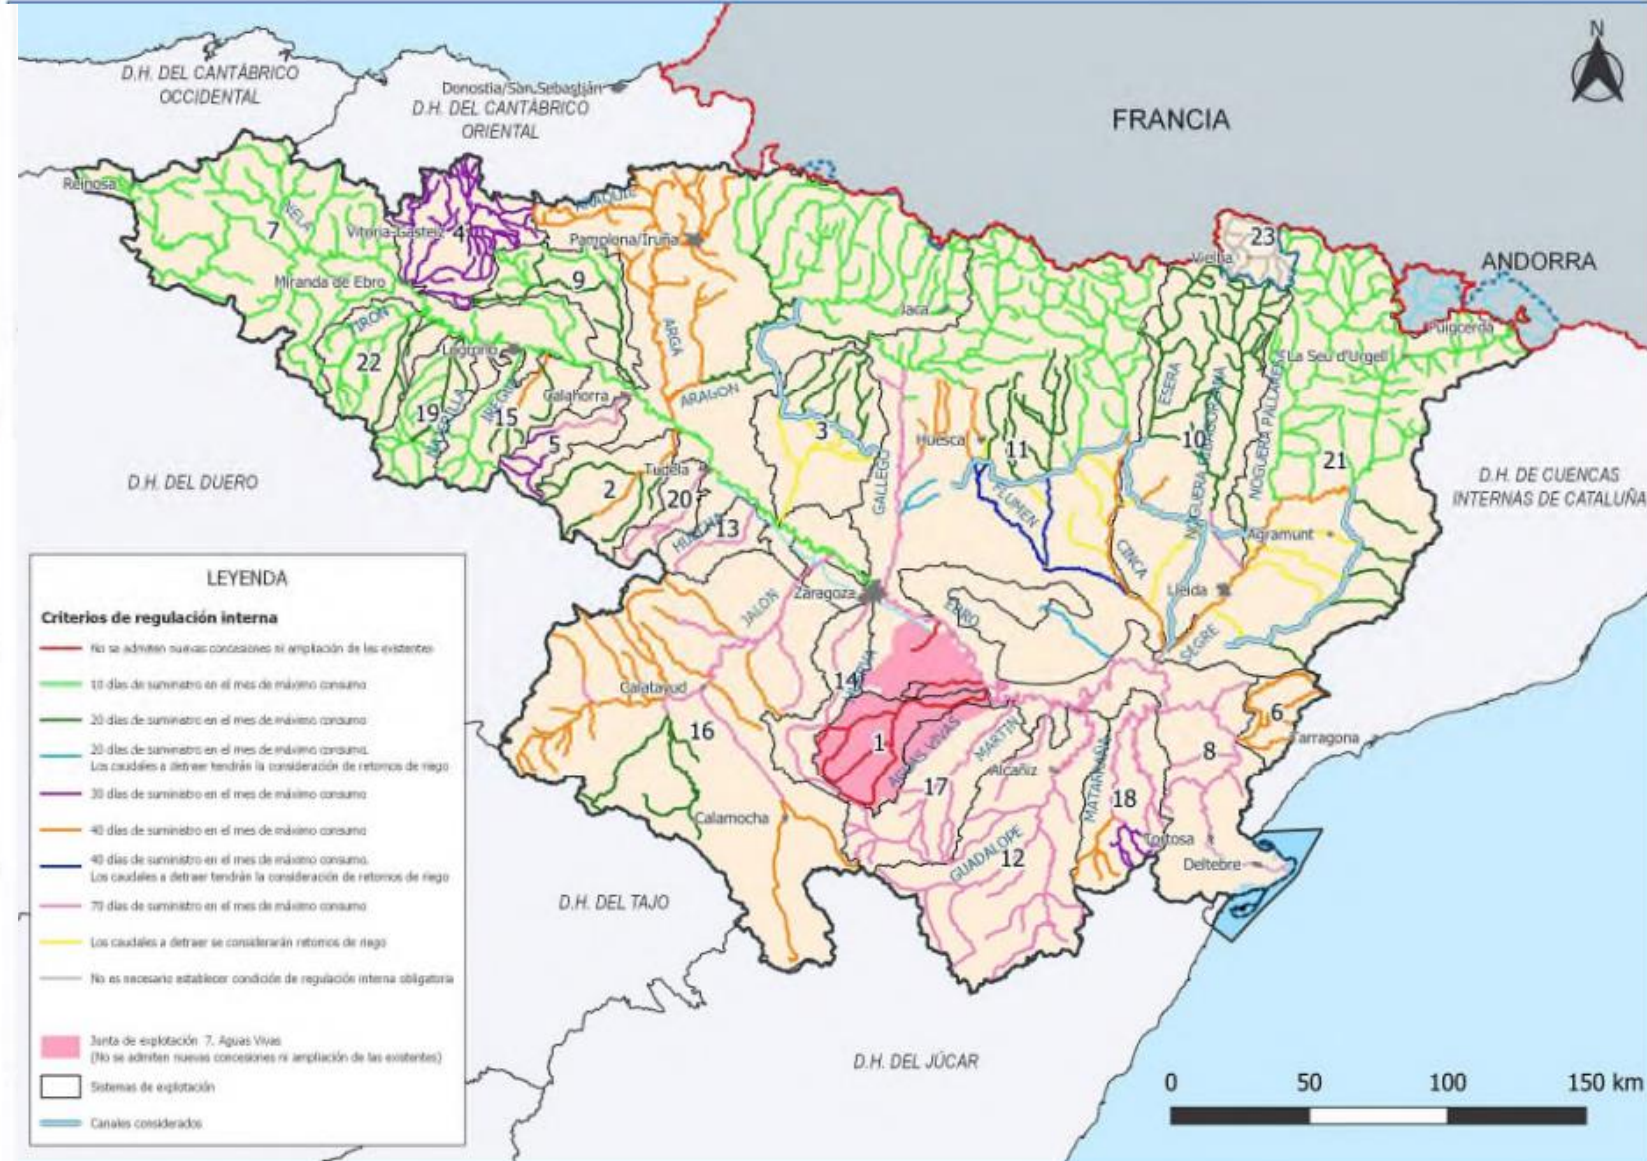 N
D.H. DEL CANTÁBRICO
OCCIDENTAL
Donostia/San Sebastián
D.H. DEL CANTÁBRICO
ORIENTAL
FRANCIA
ANDORRA
Reinosa
NELA
7
Vitoria-Gasteiz
4
ARAQUIL
Pamplona/Iruña
23
Vielha
Miranda de Ebro
9
Jaca
Puigcerdá
TIRÓN
Logroño
ARGA
La Seu d'Urgell
22
ESERA
NOGUERA RIBAGORZANA
NOGUERA PALLARESA
19
NAJERILLA
IREGUA
15
Calahorra
ARAGON
3
Huesca
11
10
21
5
Tudela
GALLEGO
FLUMEN
D.H. DEL DUERO
2
20
HUECHA
13
CINCA
Agramunt
D.H. DE CUENCAS
INTERNAS DE CATALUÑA
JALON
Zaragoza
EBRO
Lleida
SEGRE
Calatayud
14
HUERVA
6
Tarragona
16
1
AGUAS VIVAS
MARTIN
17
Alcañiz
MATARRAÑA
8
18
Calamocha
Tortosa
GUADALOPE
12
Deltebre
D.H. DEL TAJO
D.H. DEL JÚCAR
0 50 100 150 km
LEYENDA
Criterios de regulación interna
No se admiten nuevas concesiones ni ampliación de las existentes
10 días de suministro en el mes de máximo consumo
20 días de suministro en el mes de máximo consumo
20 días de suministro en el mes de máximo consumo.
Los caudales a detraer tendrán la consideración de retornos de riego
30 días de suministro en el mes de máximo consumo
40 días de suministro en el mes de máximo consumo
40 días de suministro en el mes de máximo consumo.
Los caudales a detraer tendrán la consideración de retornos de riego
70 días de suministro en el mes de máximo consumo
Los caudales a detraer se considerarán retornos de riego
No es necesario establecer condición de regulación interna obligatoria
Junta de explotación 7. Aguas Vivas
(No se admiten nuevas concesiones ni ampliación de las existentes)
Sistemas de explotación
Canales considerados